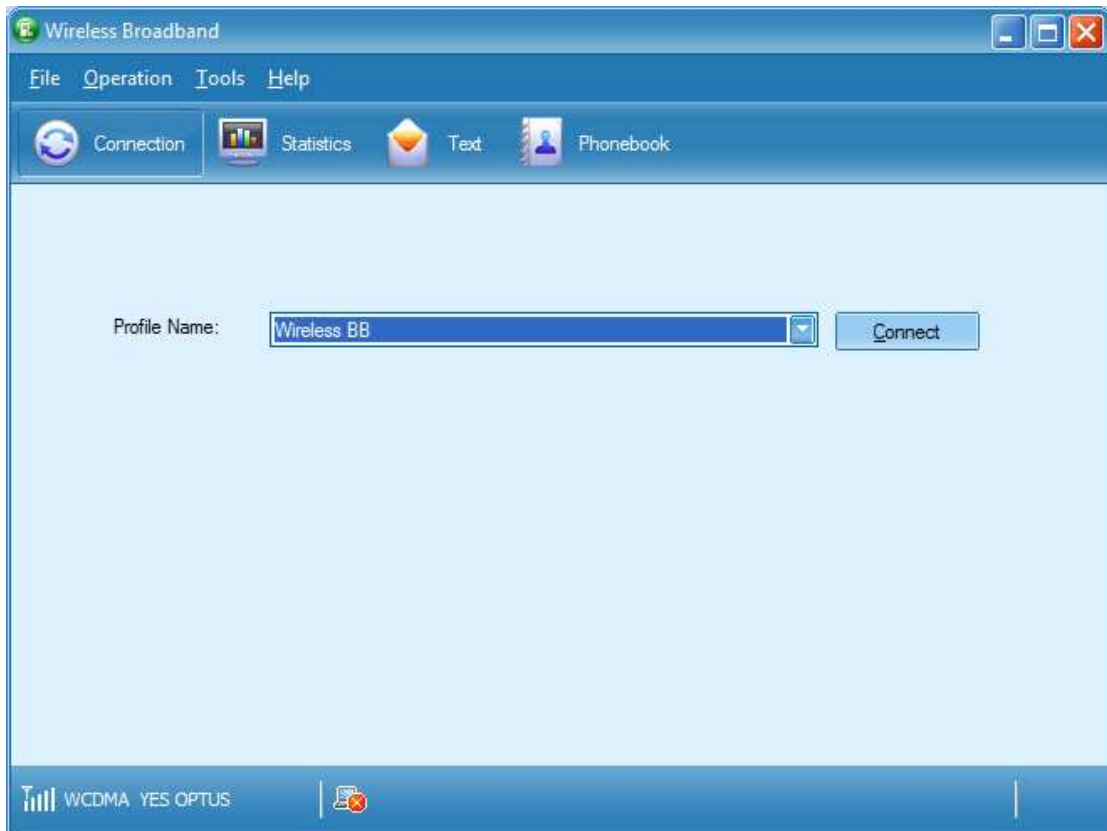 Wireless Broadband
File Operation Tools Help
Connection Statistics Text Phonebook
Profile Name: Wireless BB Connect
WCDMA YES OPTUS